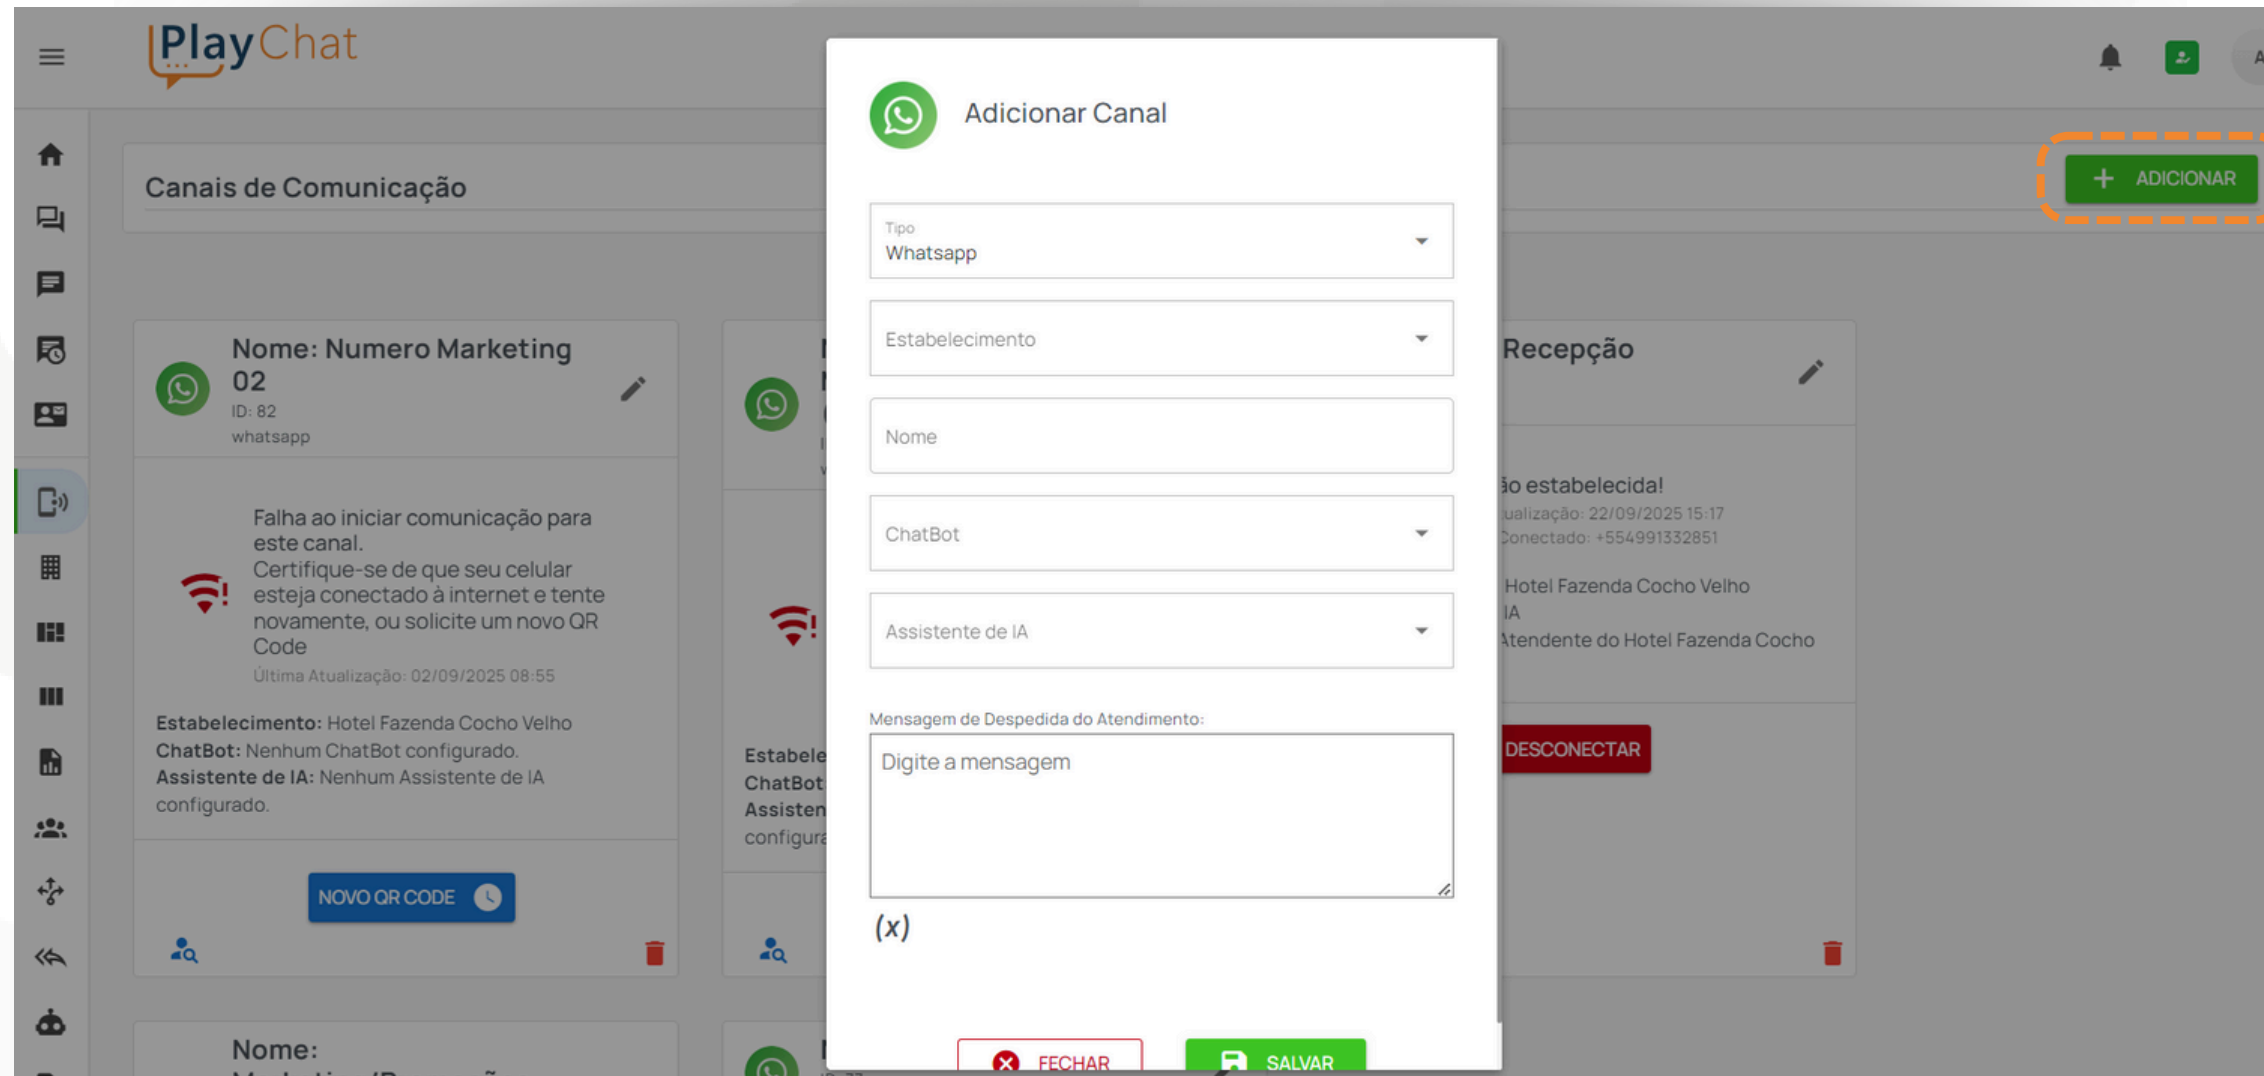 PlayChat
Adicionar Canal
Canais de Comunicação
+ ADICIONAR
Tipo
Whatsapp
Estabelecimento
Nome
ChatBot
Assistente de IA
Mensagem de Despedida do Atendimento:
Digite a mensagem
(x)
FECHAR
SALVAR
Nome: Numero Marketing
02
ID: 82
whatsapp
Falha ao iniciar comunicação para
este canal.
Certifique-se de que seu celular
esteja conectado à internet e tente
novamente, ou solicite um novo QR
Code
Última Atualização: 02/09/2025 08:55
Estabelecimento: Hotel Fazenda Cocho Velho
ChatBot: Nenhum ChatBot configurado.
Assistente de IA: Nenhum Assistente de IA
configurado.
NOVO QR CODE
Estabele
ChatBot
Assisten
configura
Recepção
ão estabelecida!
ualização: 22/09/2025 15:17
Conectado: +554991332851
Hotel Fazenda Cocho Velho
IA
Atendente do Hotel Fazenda Cocho
DESCONECTAR
Nome: